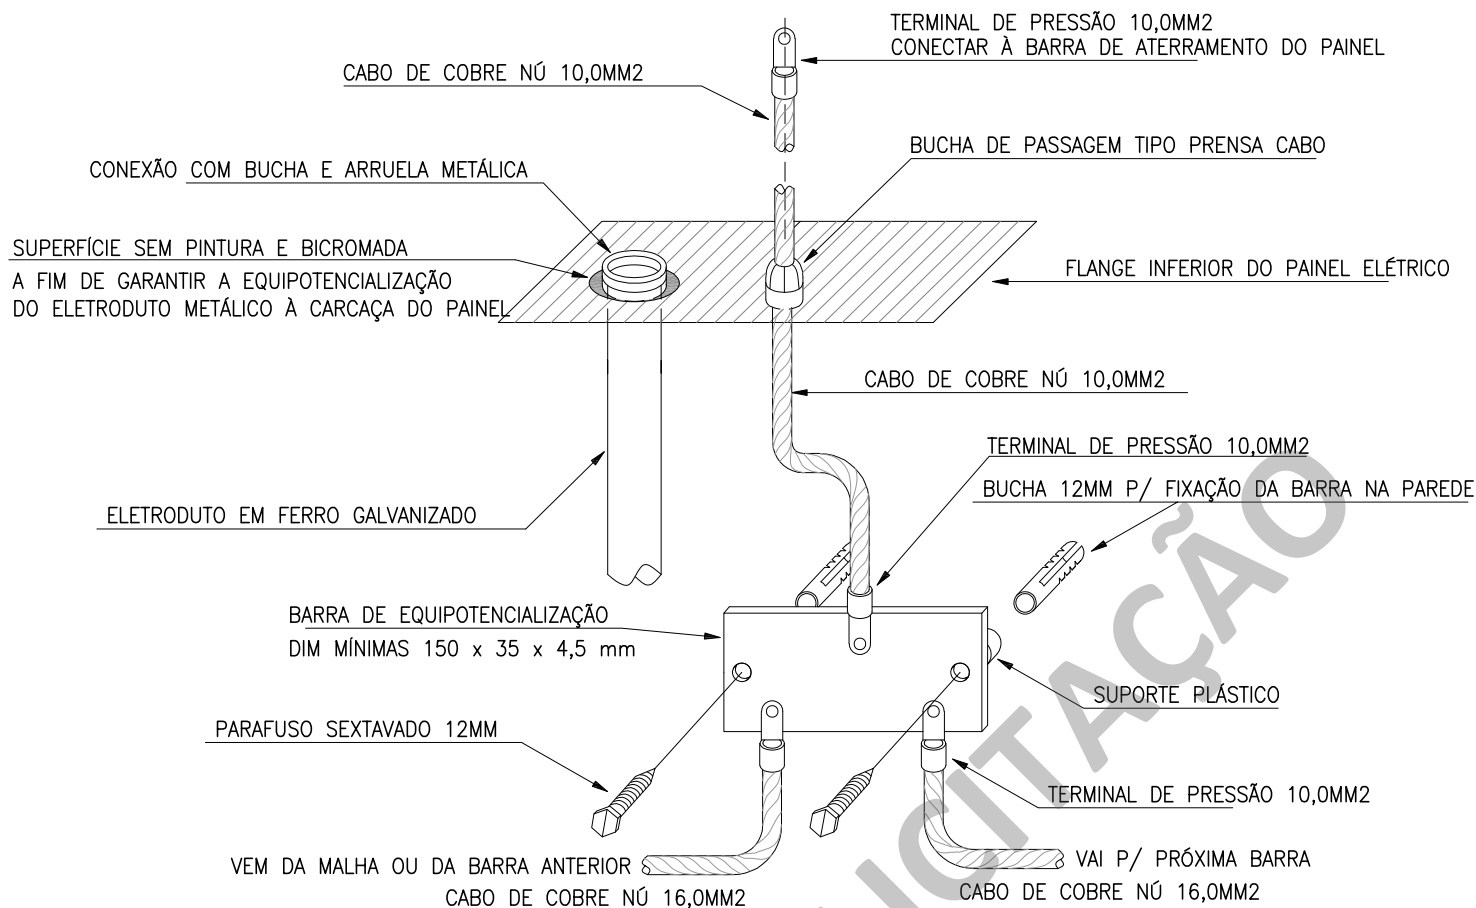 TERMINAL DE PRESSÃO 10,0MM2
CONECTAR À BARRA DE ATERRAMENTO DO PAINEL
CABO DE COBRE NÚ 10,0MM2
BUCHA DE PASSAGEM TIPO PRENSA CABO
CONEXÃO COM BUCHA E ARRUELA METÁLICA
SUPERFÍCIE SEM PINTURA E BICROMADA
A FIM DE GARANTIR A EQUIPOTENCIALIZAÇÃO
DO ELETRODUTO METÁLICO À CARCAÇA DO PAINEL
FLANGE INFERIOR DO PAINEL ELÉTRICO
CABO DE COBRE NÚ 10,0MM2
TERMINAL DE PRESSÃO 10,0MM2
BUCHA 12MM P/ FIXAÇÃO DA BARRA NA PAREDE
ELETRODUTO EM FERRO GALVANIZADO
BARRA DE EQUIPOTENCIALIZAÇÃO
DIM MÍNIMAS 150 x 35 x 4,5 mm
SUPORTE PLÁSTICO
PARAFUSO SEXTAVADO 12MM
TERMINAL DE PRESSÃO 10,0MM2
VEM DA MALHA OU DA BARRA ANTERIOR
CABO DE COBRE NÚ 16,0MM2
VAI P/ PRÓXIMA BARRA
CABO DE COBRE NÚ 16,0MM2
ICITAÇÃO